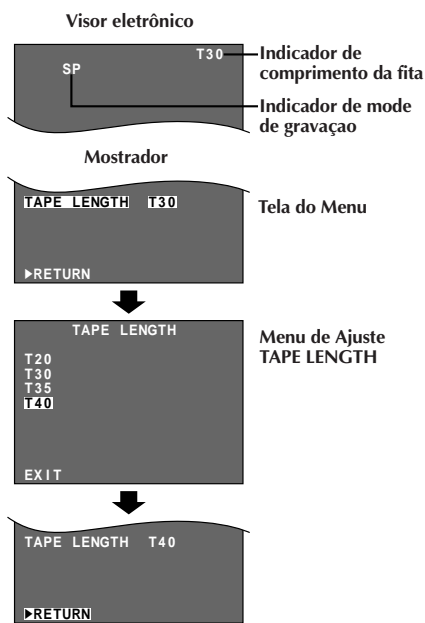 Visor eletrônico
T30
Indicador de
comprimento da fita
SP
Indicador de mode
de gravaçao
Mostrador
TAPE LENGTH T30
Tela do Menu
▶RETURN
TAPE LENGTH
Menu de Ajuste
TAPE LENGTH
T20
T30
T35
T40
EXIT
TAPE LENGTH T40
▶RETURN